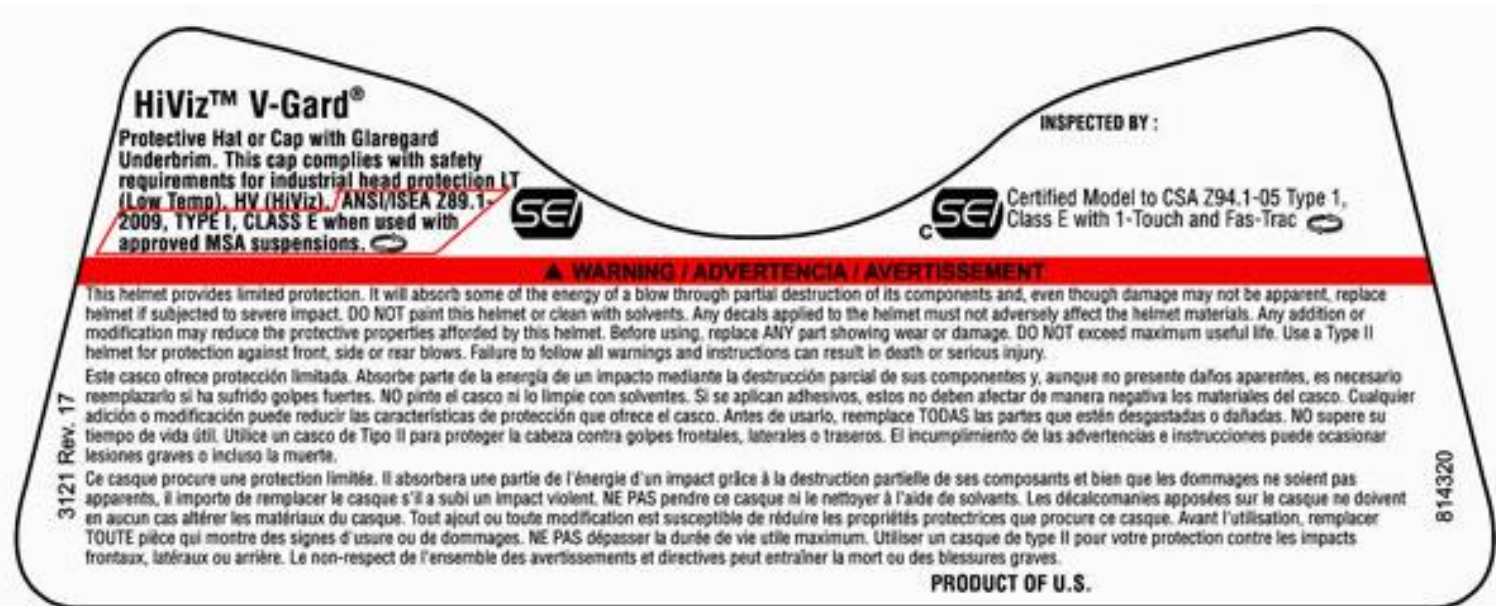 HiViz™ V-Gard®
Protective Hat or Cap with Glaregard
Underbrim. This cap complies with safety
requirements for industrial head protection LT
(Low Temp), HV (HiViz). ANSI/ISEA Z89.1-
2009, TYPE I, CLASS E when used with
approved MSA suspensions.
SEI
INSPECTED BY :
C SEI
Certified Model to CSA Z94.1-05 Type 1,
Class E with 1-Touch and Fas-Trac
▲ WARNING / ADVERTENCIA / AVERTISSEMENT
This helmet provides limited protection. It will absorb some of the energy of a blow through partial destruction of its components and, even though damage may not be apparent, replace
helmet if subjected to severe impact. DO NOT paint this helmet or clean with solvents. Any decals applied to the helmet must not adversely affect the helmet materials. Any addition or
modification may reduce the protective properties afforded by this helmet. Before using, replace ANY part showing wear or damage. DO NOT exceed maximum useful life. Use a Type II
helmet for protection against front, side or rear blows. Failure to follow all warnings and instructions can result in death or serious injury.
Este casco ofrece protección limitada. Absorbe parte de la energía de un impacto mediante la destrucción parcial de sus componentes y, aunque no presente daños aparentes, es necesario
reemplazarlo si ha sufrido golpes fuertes. NO pinte el casco ni lo limpie con solventes. Si se aplican adhesivos, estos no deben afectar de manera negativa los materiales del casco. Cualquier
adición o modificación puede reducir las características de protección que ofrece el casco. Antes de usarlo, reemplace TODAS las partes que estén desgastadas o dañadas. NO supere su
tiempo de vida útil. Utilice un casco de Tipo II para proteger la cabeza contra golpes frontales, laterales o traseros. El incumplimiento de las advertencias e instrucciones puede ocasionar
lesiones graves o incluso la muerte.
Ce casque procure une protection limitée. Il absorbera une partie de l'énergie d'un impact grâce à la destruction partielle de ses composants et bien que les dommages ne soient pas
apparents, il importe de remplacer le casque s'il a subi un impact violent. NE PAS pendre ce casque ni le nettoyer à l'aide de solvants. Les décalcomanies apposées sur le casque ne doivent
en aucun cas altérer les matériaux du casque. Tout ajout ou toute modification est susceptible de réduire les propriétés protectrices que procure ce casque. Avant l'utilisation, remplacer
TOUTE pièce qui montre des signes d'usure ou de dommages. NE PAS dépasser la durée de vie utile maximum. Utiliser un casque de type II pour votre protection contre les impacts
frontaux, latéraux ou arrière. Le non-respect de l'ensemble des avertissements et directives peut entraîner la mort ou des blessures graves.
PRODUCT OF U.S.
3121 Rev. 17
814320